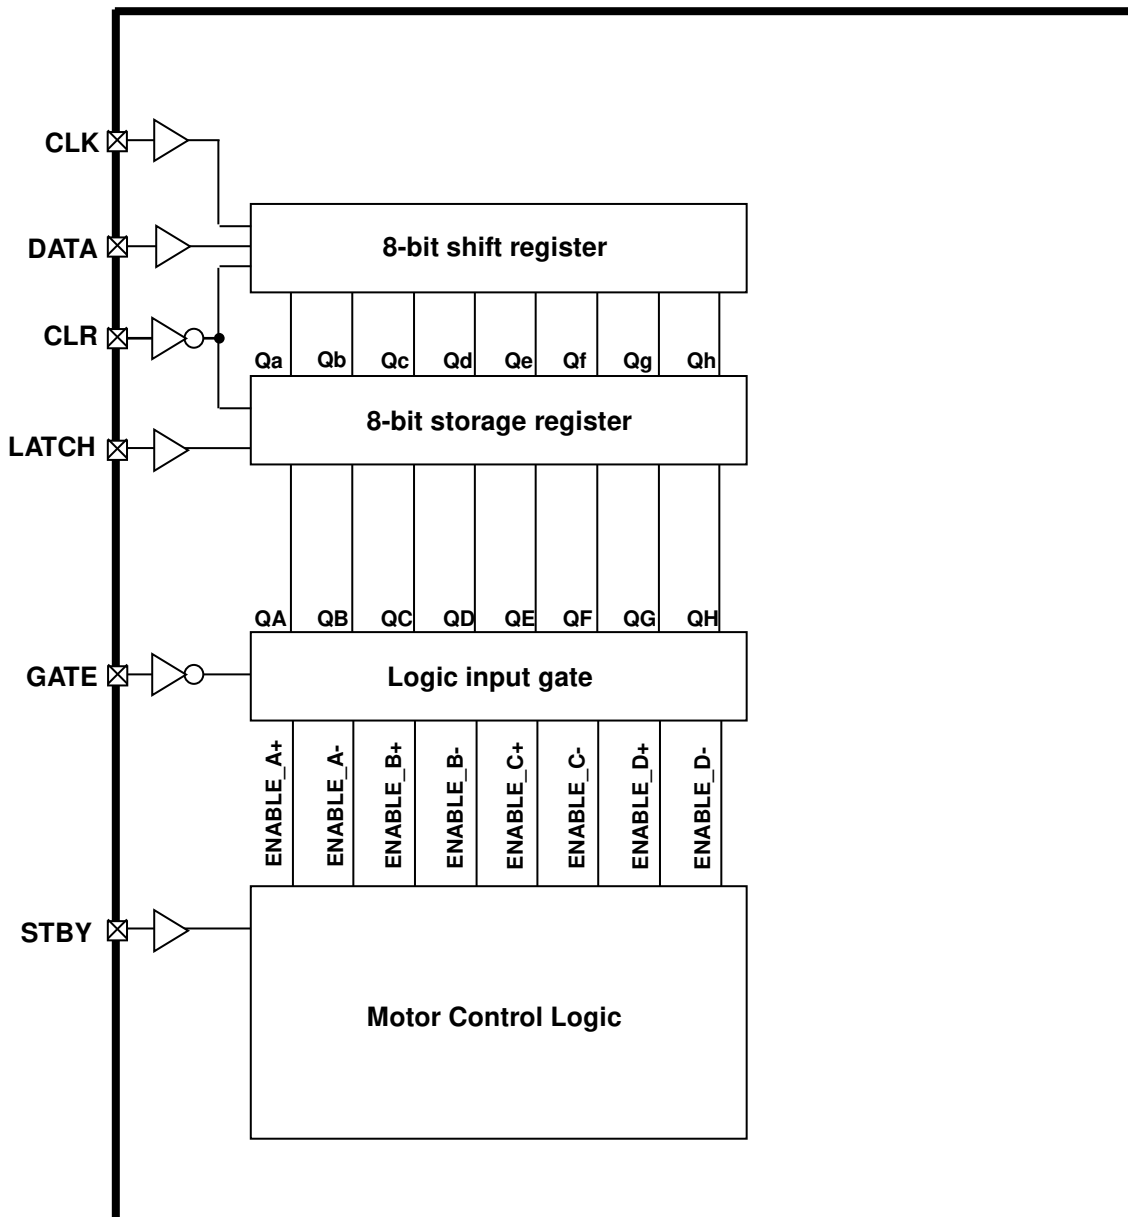 CLK
DATA
8-bit shift register
CLR
Qa Qb Qc Qd Qe Qf Qg Qh
8-bit storage register
LATCH
QA QB QC QD QE QF QG QH
GATE
Logic input gate
ENABLE_A+
ENABLE_A-
ENABLE_B+
ENABLE_B-
ENABLE_C+
ENABLE_C-
ENABLE_D+
ENABLE_D-
STBY
Motor Control Logic